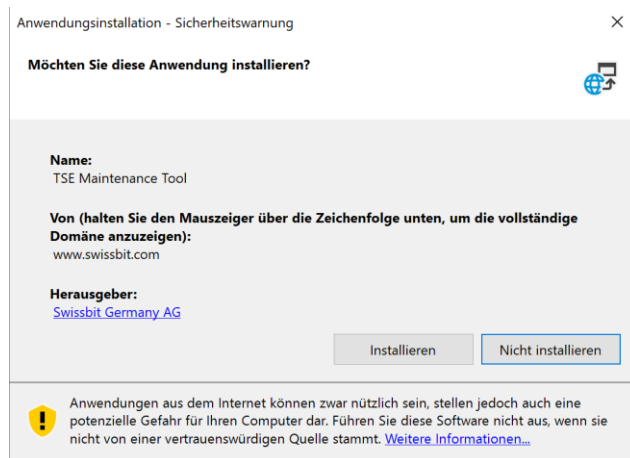 Anwendungsinstallation - Sicherheitswarnung
Möchten Sie diese Anwendung installieren?
Name:
TSE Maintenance Tool
Von (halten Sie den Mauszeiger über die Zeichenfolge unten, um die vollständige
Domäne anzuzeigen):
www.swissbit.com
Herausgeber:
Swissbit Germany AG
Installieren
Nicht installieren
Anwendungen aus dem Internet können zwar nützlich sein, stellen jedoch auch eine
potenzielle Gefahr für Ihren Computer dar. Führen Sie diese Software nicht aus, wenn sie
nicht von einer vertrauenswürdigen Quelle stammt. Weitere Informationen...